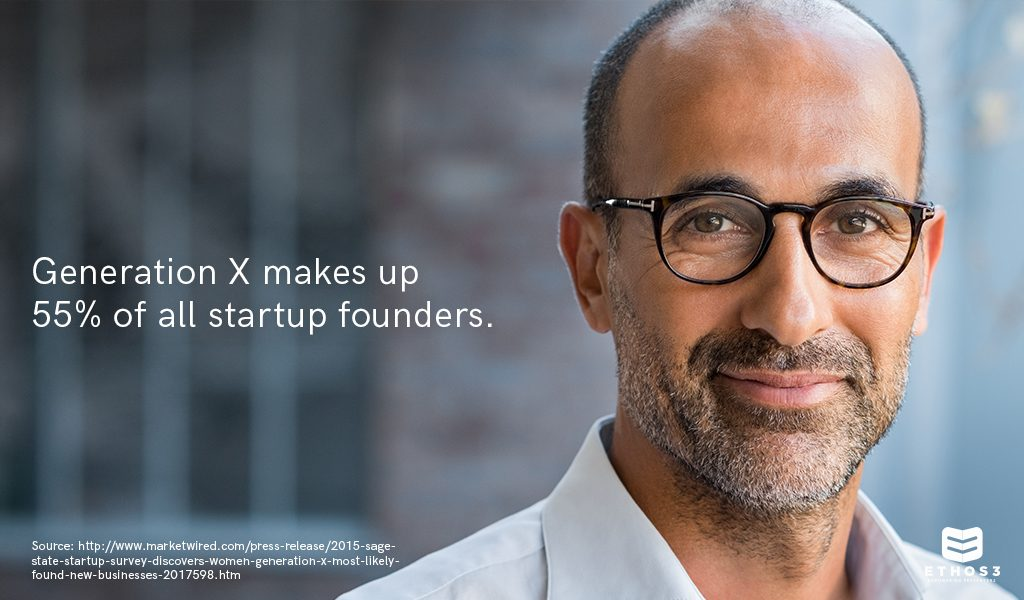 Generation X makes up
55% of all startup founders.
Source: http://www.marketwired.com/press-release/2015-sage-
state-startup-survey-discovers-women-generation-x-most-likely-
found-new-businesses-2017598.htm
ETHOS3